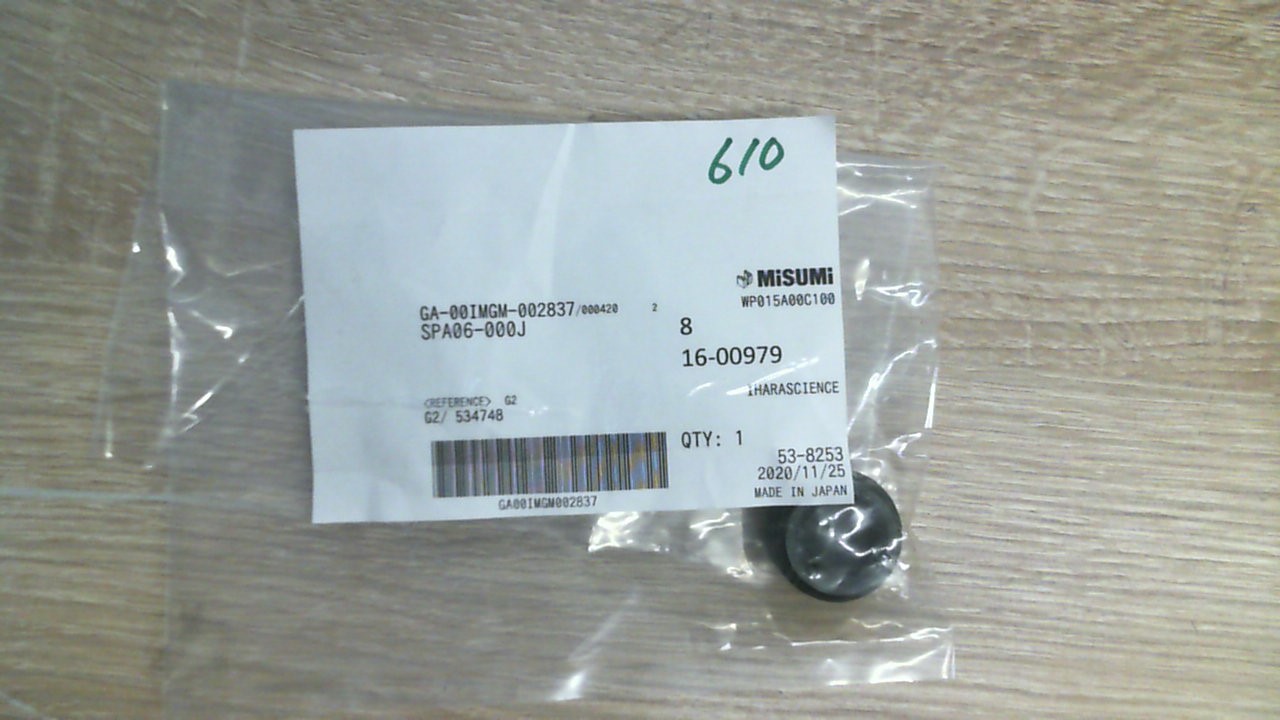 610
MiSUMi
WP015A00C100
GA-00IMGM-002837/000420 2
SPA06-000J
8
16-00979
IHARASCIENCE
<REFERENCE> G2
G2/ 534748
QTY: 1
53-8253
2020/11/25
MADE IN JAPAN
GA00IMGM002837